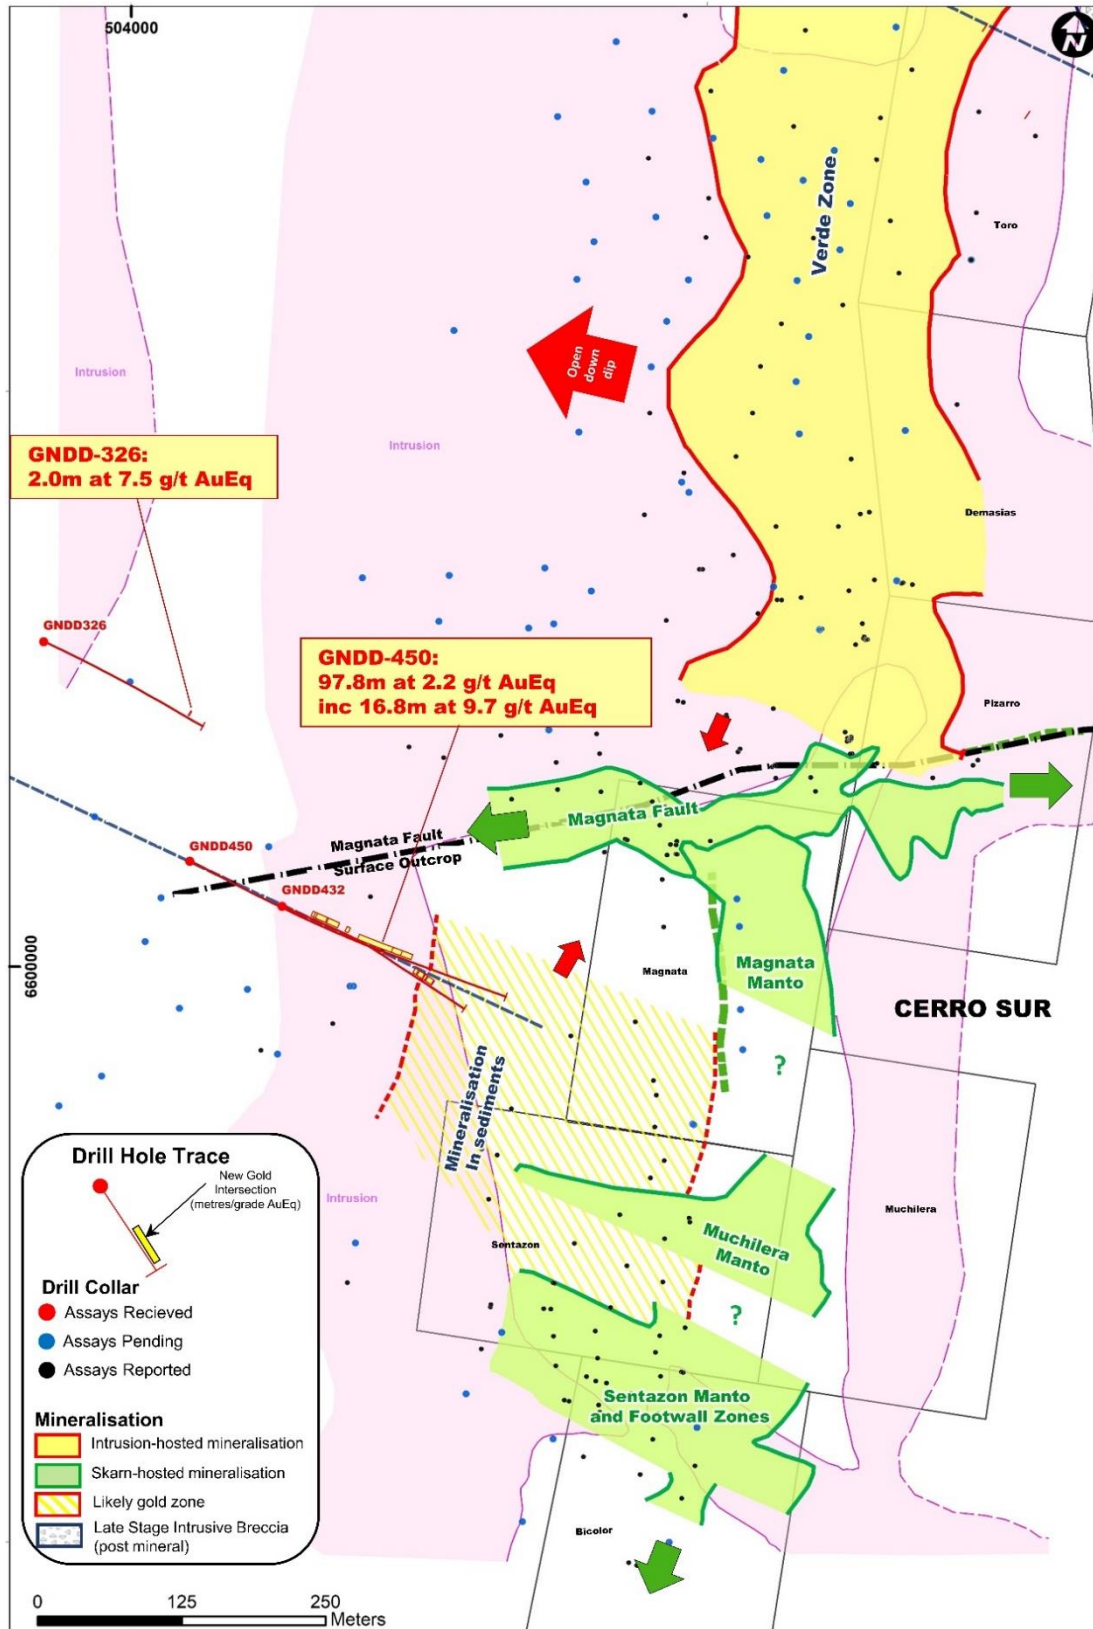 504000
N
Verde Zone
Toro
Open
down
dip
Intrusion
Intrusion
GNDD-326:
2.0m at 7.5 g/t AuEq
Demasias
GNDD326
GNDD-450:
97.8m at 2.2 g/t AuEq
inc 16.8m at 9.7 g/t AuEq
Pizarro
Magnata Fault
Magnata Fault
Surface Outcrop
GNDD450
GNDD432
6600000
Magnata
Magnata
Manto
CERRO SUR
?
Mineralisation
In sediments
Drill Hole Trace
New Gold
Intersection
(metres/grade AuEq)
Intrusion
Sentazon
Muchilera
Manto
Muchilera
?
Drill Collar
Assays Recieved
Assays Pending
Assays Reported
Sentazon Manto
and Footwall Zones
Mineralisation
Intrusion-hosted mineralisation
Skarn-hosted mineralisation
Likely gold zone
Late Stage Intrusive Breccia
(post mineral)
Bicolor
0 125 250
Meters